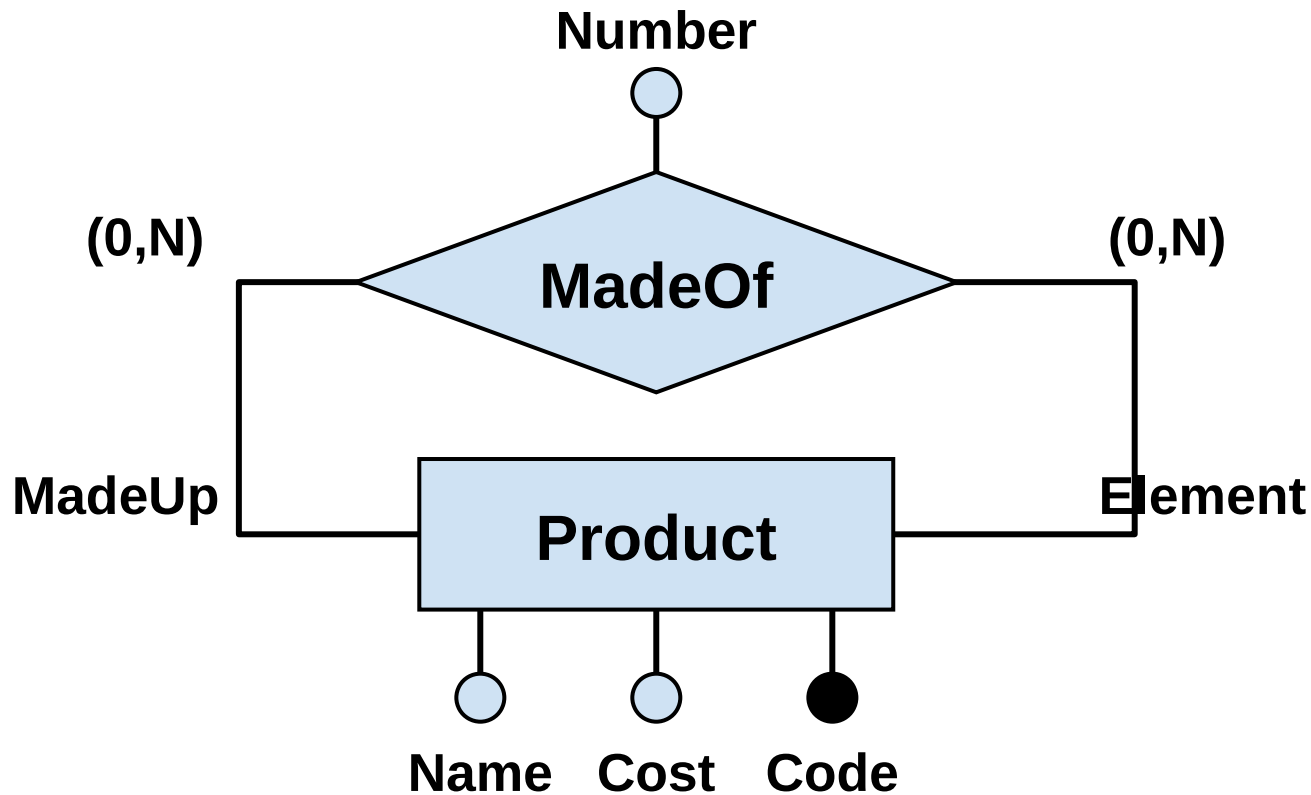 Number
(0,N)
(0,N)
MadeOf
MadeUp
Element
Product
Name
Cost
Code